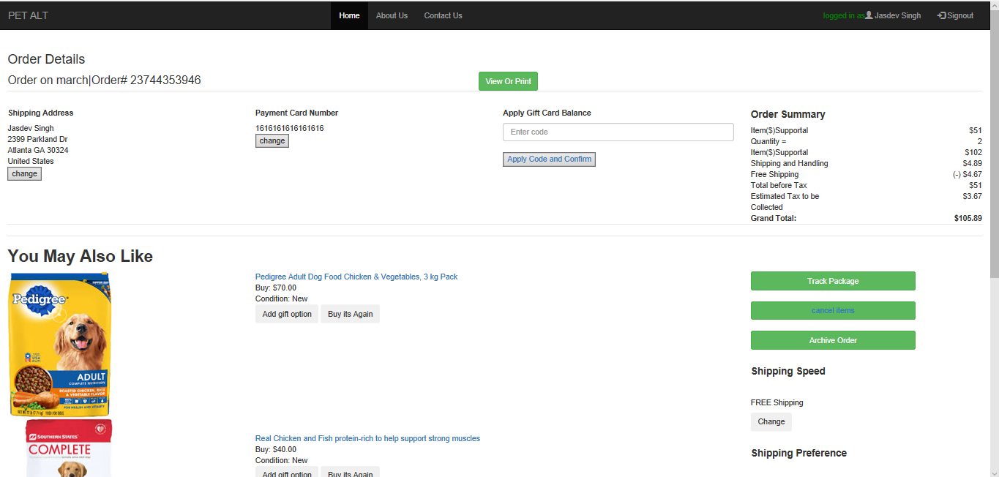 PET ALT
Home
About Us
Contact Us
logged in as Jasdev Singh
Signout
Order Details
Order on march|Order# 23744353946
View Or Print
Shipping Address
Jasdev Singh
2399 Parkland Dr
Atlanta GA 30324
United States
change
Payment Card Number
1616161616161616
change
Apply Gift Card Balance
Enter code
Apply Code and Confirm
Order Summary
Item($)Supportal $51
Quantity = 2
Item($)Supportal $102
Shipping and Handling $4.89
Free Shipping (-) $4.67
Total before Tax $51
Estimated Tax to be $3.67
Collected
Grand Total: $105.89
You May Also Like
Pedigree
ADULT
COMPLETE NUTRITION
ROASTED CHICKEN, RICE
& VEGETABLE FLAVOR
FOR HEALTH AND VITALITY
Pedigree Adult Dog Food Chicken & Vegetables, 3 kg Pack
Buy: $70.00
Condition: New
Add gift option
Buy its Again
Track Package
cancel items
Archive Order
Shipping Speed
FREE Shipping
Change
Shipping Preference
SOUTHERN STATES
COMPLETE
Real Chicken and Fish protein-rich to help support strong muscles
Buy: $40.00
Condition: New
Add gift option
Buy its Again